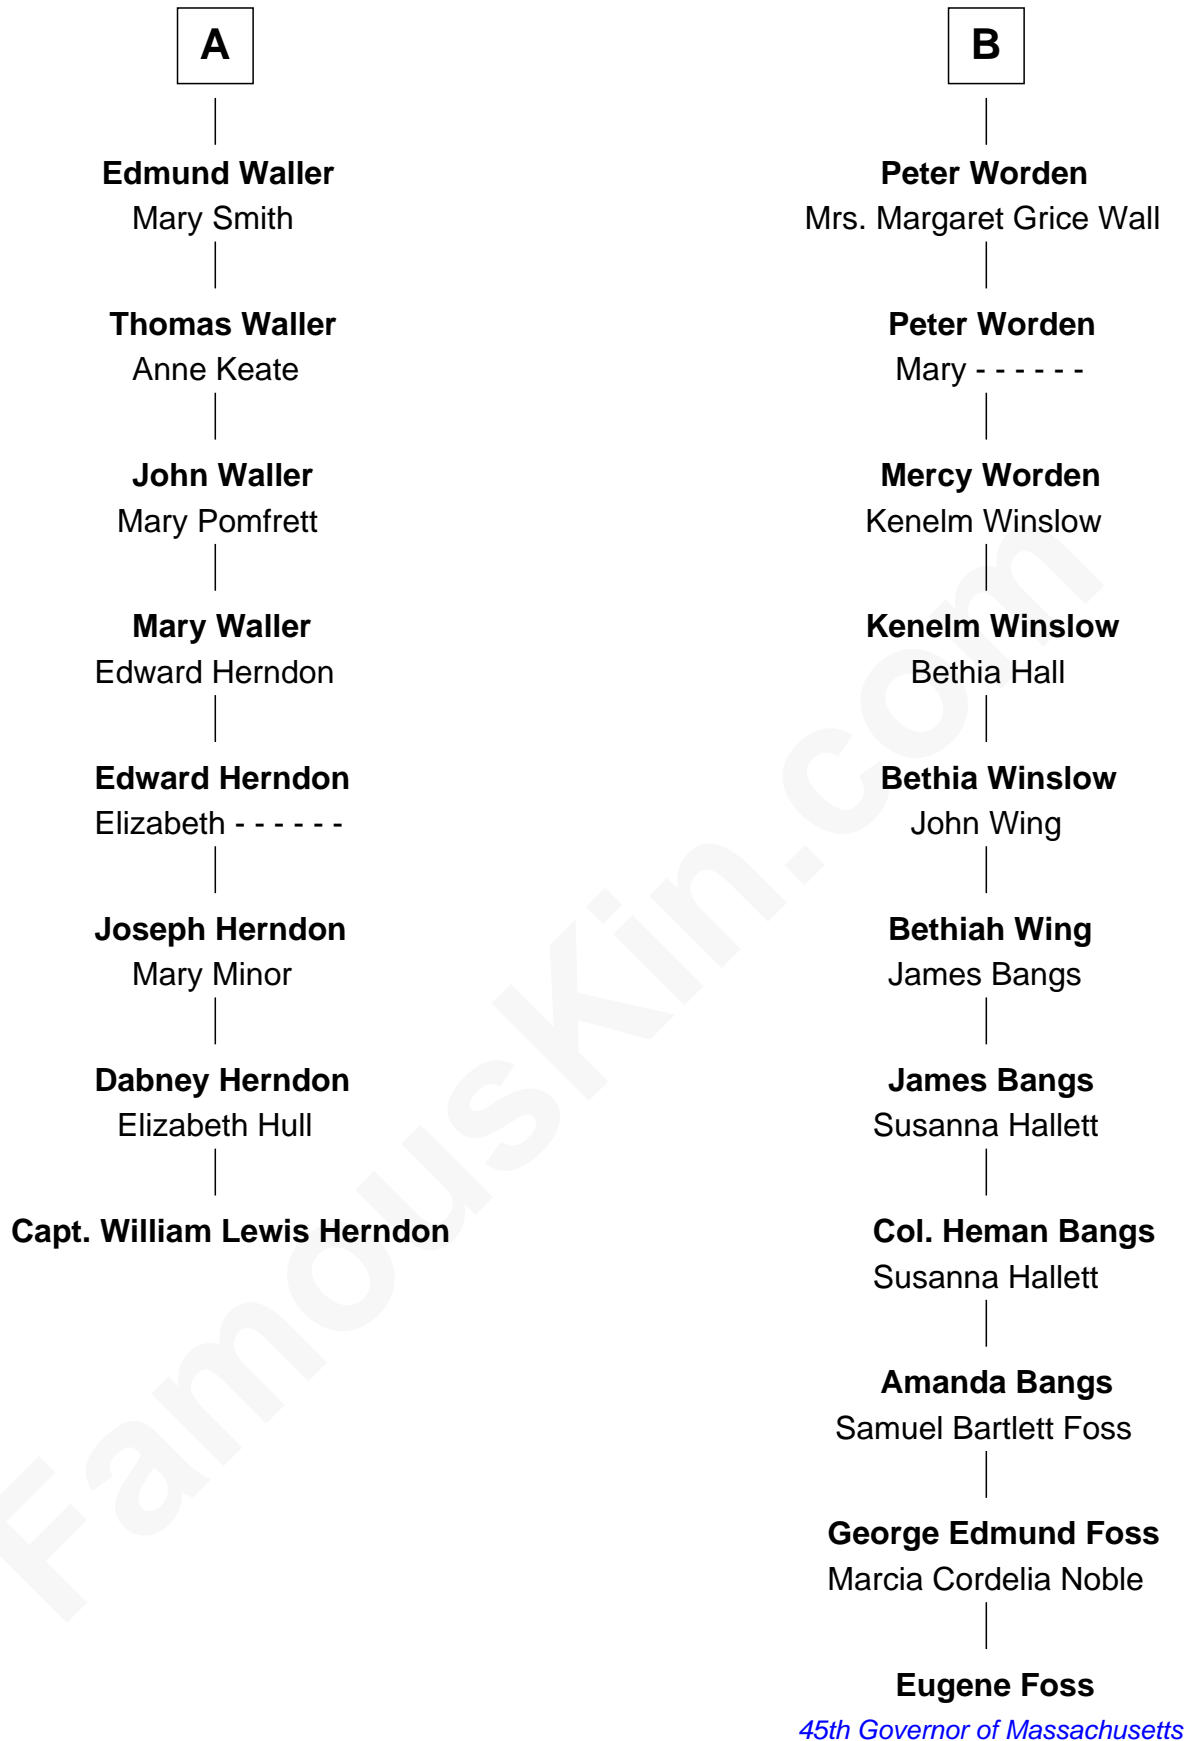 A
Edmund Waller
Mary Smith
Thomas Waller
Anne Keate
John Waller
Mary Pomfrett
Mary Waller
Edward Herndon
Edward Herndon
Elizabeth - - - - - -
Joseph Herndon
Mary Minor
Dabney Herndon
Elizabeth Hull
Capt. William Lewis Herndon
B
Peter Worden
Mrs. Margaret Grice Wall
Peter Worden
Mary - - - - - -
Mercy Worden
Kenelm Winslow
Kenelm Winslow
Bethia Hall
Bethia Winslow
John Wing
Bethiah Wing
James Bangs
James Bangs
Susanna Hallett
Col. Heman Bangs
Susanna Hallett
Amanda Bangs
Samuel Bartlett Foss
George Edmund Foss
Marcia Cordelia Noble
Eugene Foss
45th Governor of Massachusetts
FamousKin.com